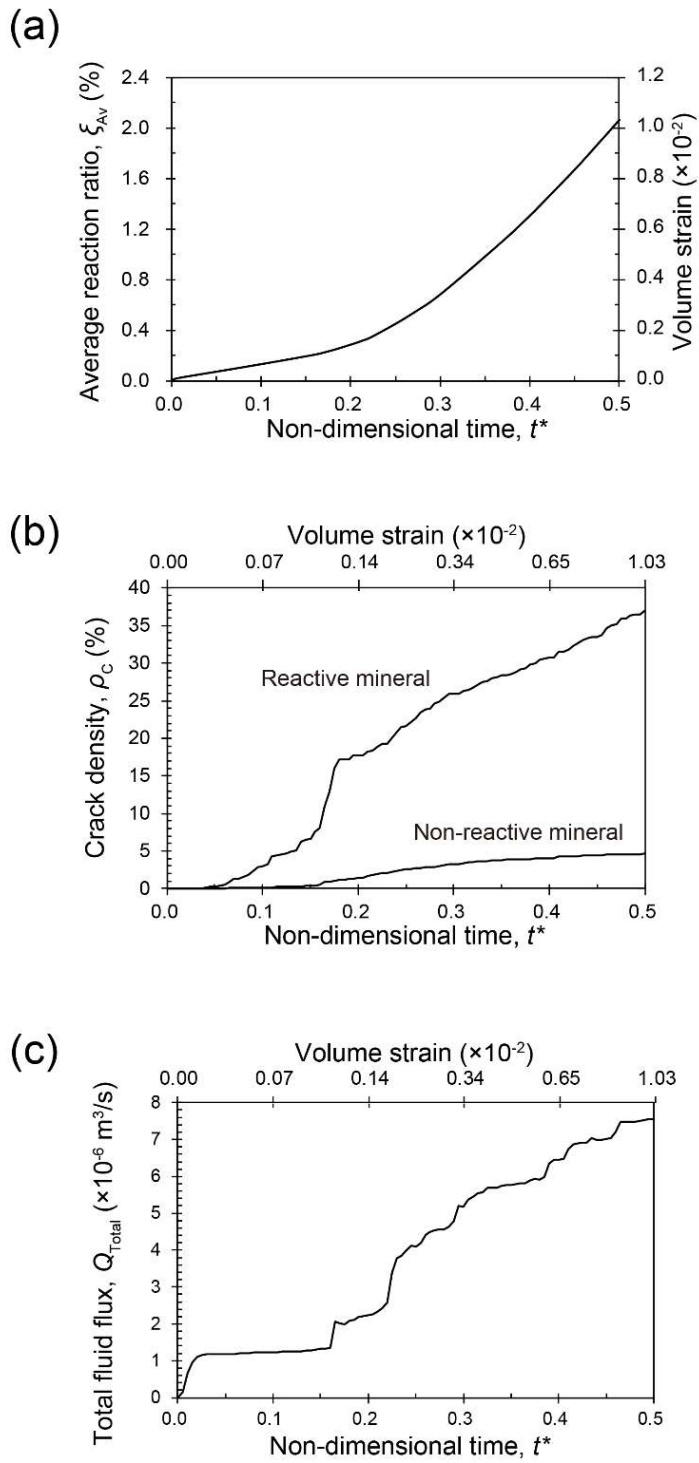 (a)
Average reaction ratio, ξAv (%)
2.4
2.0
1.6
1.2
0.8
0.4
0.0
1.2
1.0
0.8
0.6
0.4
0.2
0.0
Volume strain (×10-2)
0.0 0.1 0.2 0.3 0.4 0.5
Non-dimensional time, t*
(b)
Volume strain (×10-2)
0.00 0.07 0.14 0.34 0.65 1.03
Crack density, ρC (%)
40
35
30
25
20
15
10
5
0
Reactive mineral
Non-reactive mineral
0.0 0.1 0.2 0.3 0.4 0.5
Non-dimensional time, t*
(c)
Volume strain (×10-2)
0.00 0.07 0.14 0.34 0.65 1.03
Total fluid flux, QTotal (×10-6 m3/s)
8
7
6
5
4
3
2
1
0
0.0 0.1 0.2 0.3 0.4 0.5
Non-dimensional time, t*